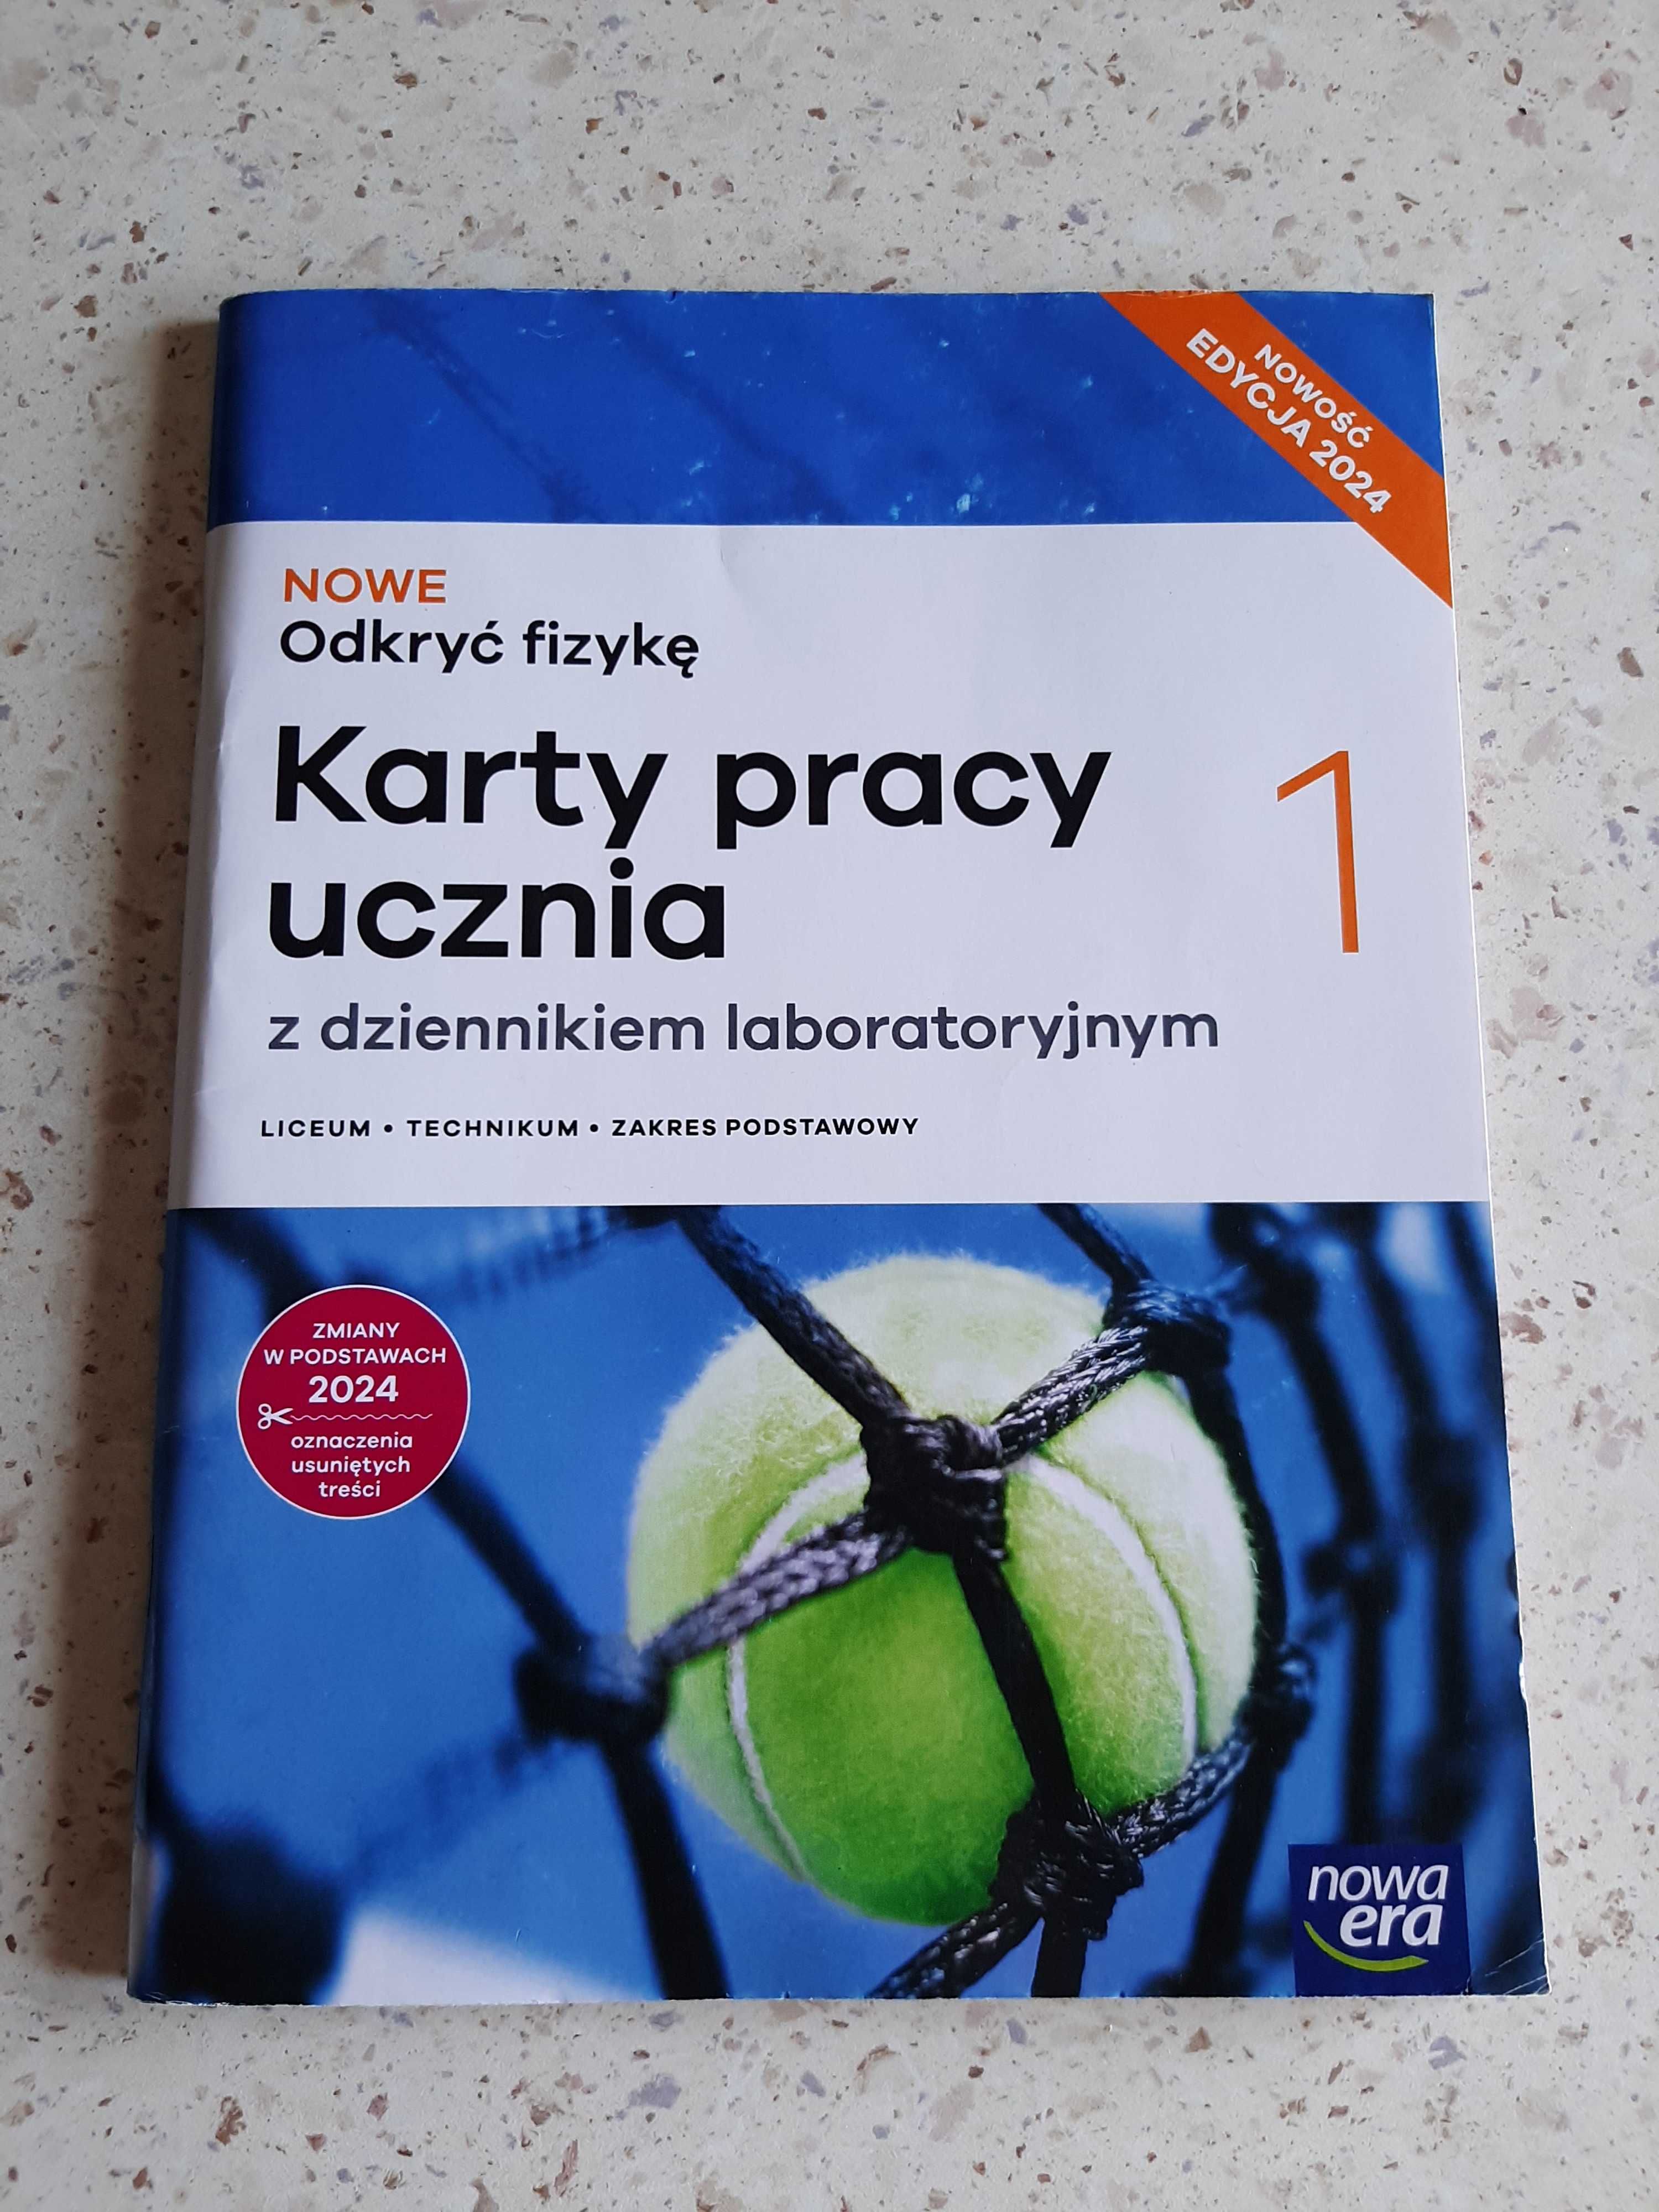 NOWOŚĆ
EDYCJA 2024
NOWE
Odkryć fizykę
Karty pracy
ucznia
1
z dziennikiem laboratoryjnym
LICEUM • TECHNIKUM • ZAKRES PODSTAWOWY
ZMIANY
W PODSTAWACH
2024
oznaczenia
usuniętych
treści
nowa
era